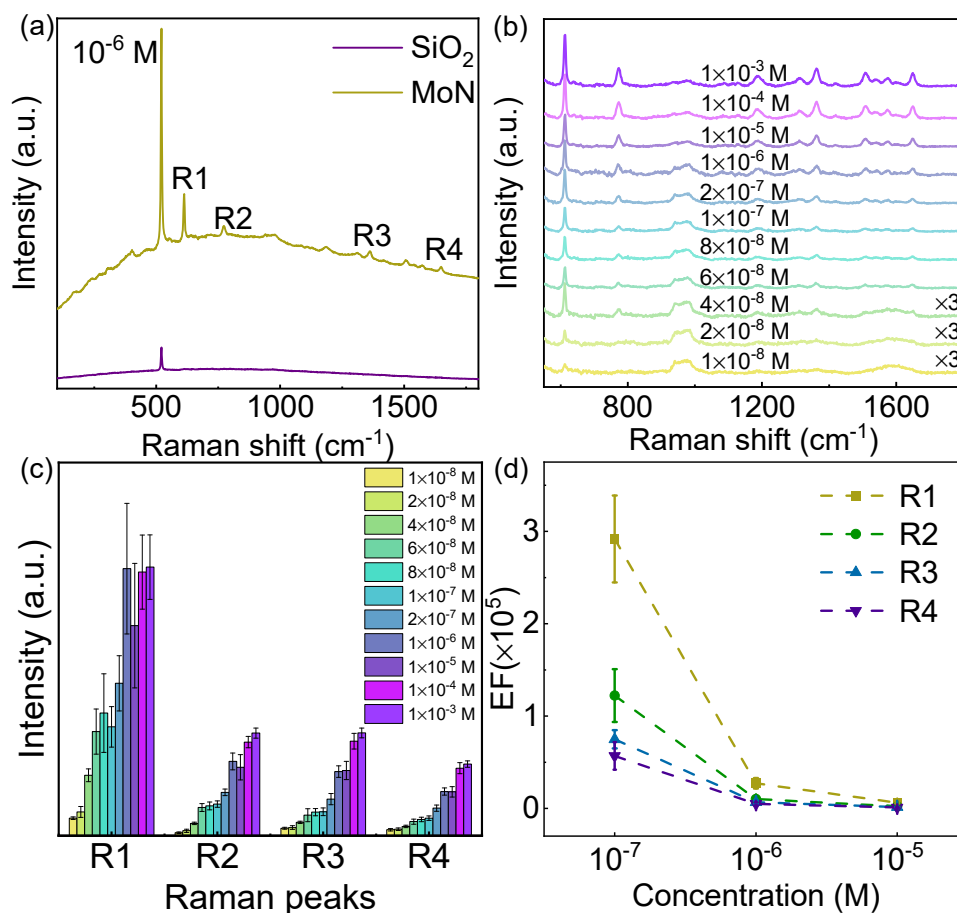 (a)
10⁻⁶ M
SiO₂
MoN
R1
R2
R3
R4
Intensity (a.u.)
500
1000
1500
Raman shift (cm⁻¹)
(b)
1×10⁻³ M
1×10⁻⁴ M
1×10⁻⁵ M
1×10⁻⁶ M
2×10⁻⁷ M
1×10⁻⁷ M
8×10⁻⁸ M
6×10⁻⁸ M
4×10⁻⁸ M ×3
2×10⁻⁸ M ×3
1×10⁻⁸ M ×3
Intensity (a.u.)
800
1200
1600
Raman shift (cm⁻¹)
(c)
1×10⁻⁸ M
2×10⁻⁸ M
4×10⁻⁸ M
6×10⁻⁸ M
8×10⁻⁸ M
1×10⁻⁷ M
2×10⁻⁷ M
1×10⁻⁶ M
1×10⁻⁵ M
1×10⁻⁴ M
1×10⁻³ M
Intensity (a.u.)
R1
R2
R3
R4
Raman peaks
(d)
R1
R2
R3
R4
EF(×10⁵)
3
2
1
0
10⁻⁷
10⁻⁶
10⁻⁵
Concentration (M)